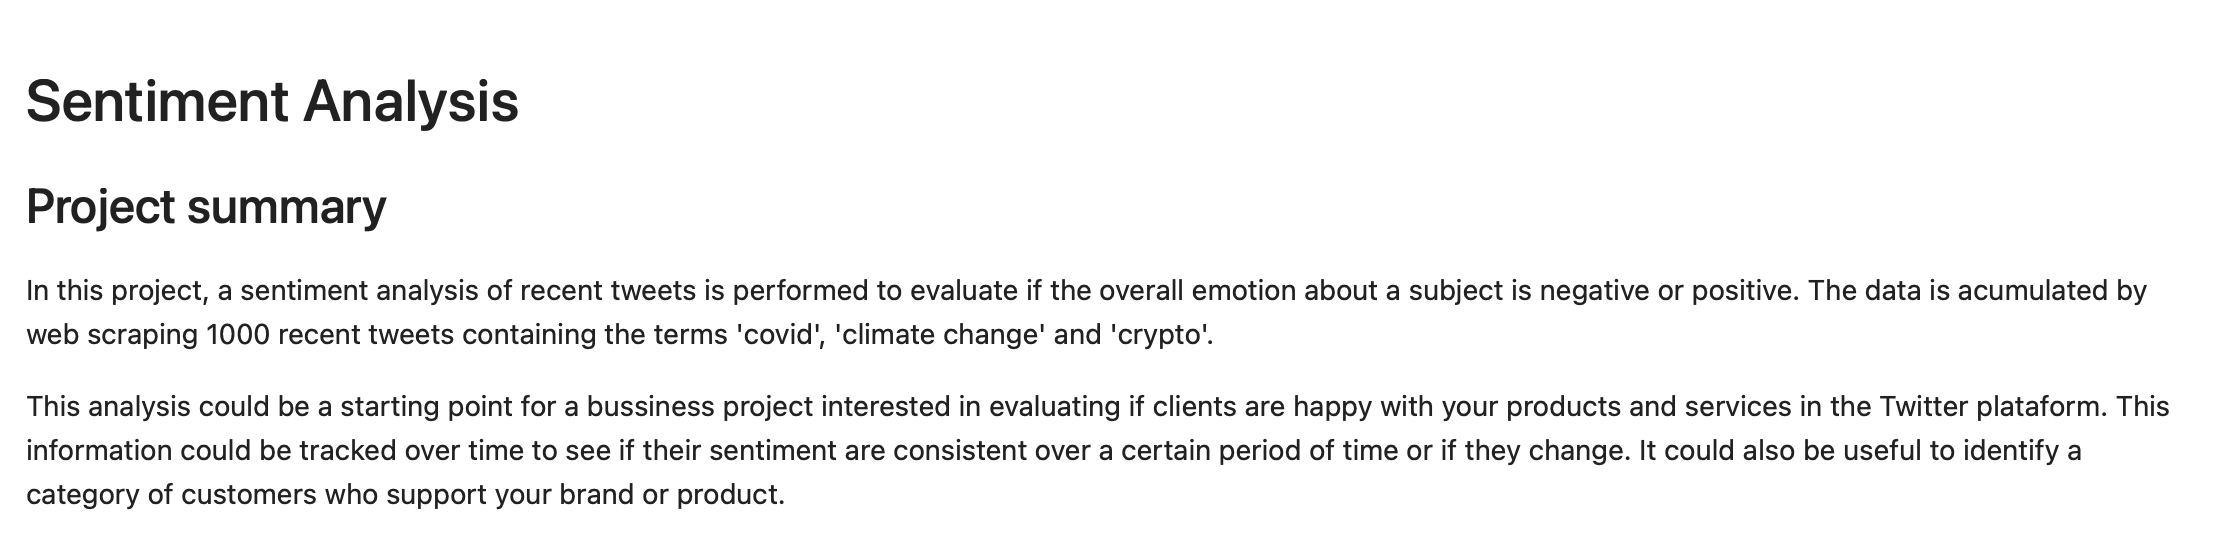 Sentiment Analysis
Project summary
In this project, a sentiment analysis of recent tweets is performed to evaluate if the overall emotion about a subject is negative or positive. The data is acumulated by
web scraping 1000 recent tweets containing the terms 'covid', 'climate change' and 'crypto'.
This analysis could be a starting point for a bussiness project interested in evaluating if clients are happy with your products and services in the Twitter plataform. This
information could be tracked over time to see if their sentiment are consistent over a certain period of time or if they change. It could also be useful to identify a
category of customers who support your brand or product.